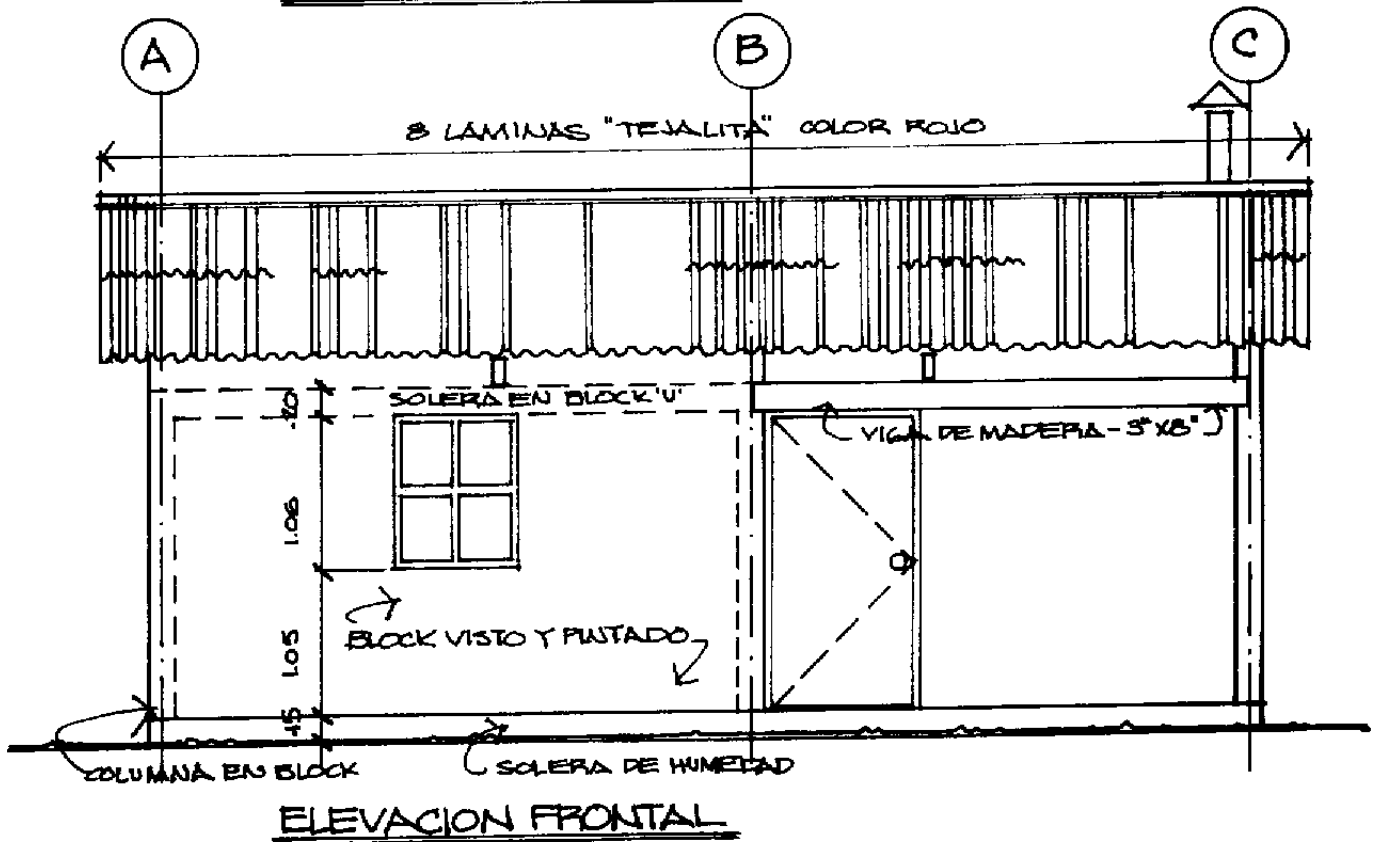 A
B
C
8 LAMINAS "TEJALITA" COLOR ROJO
.20
SOLERA EN BLOCK "U"
VIGA DE MADERA - 3" X 8"
1.06
BLOCK VISTO Y PINTADO
1.05
.15
COLUMNA EN BLOCK
SOLERA DE HUMEDAD
ELEVACION FRONTAL